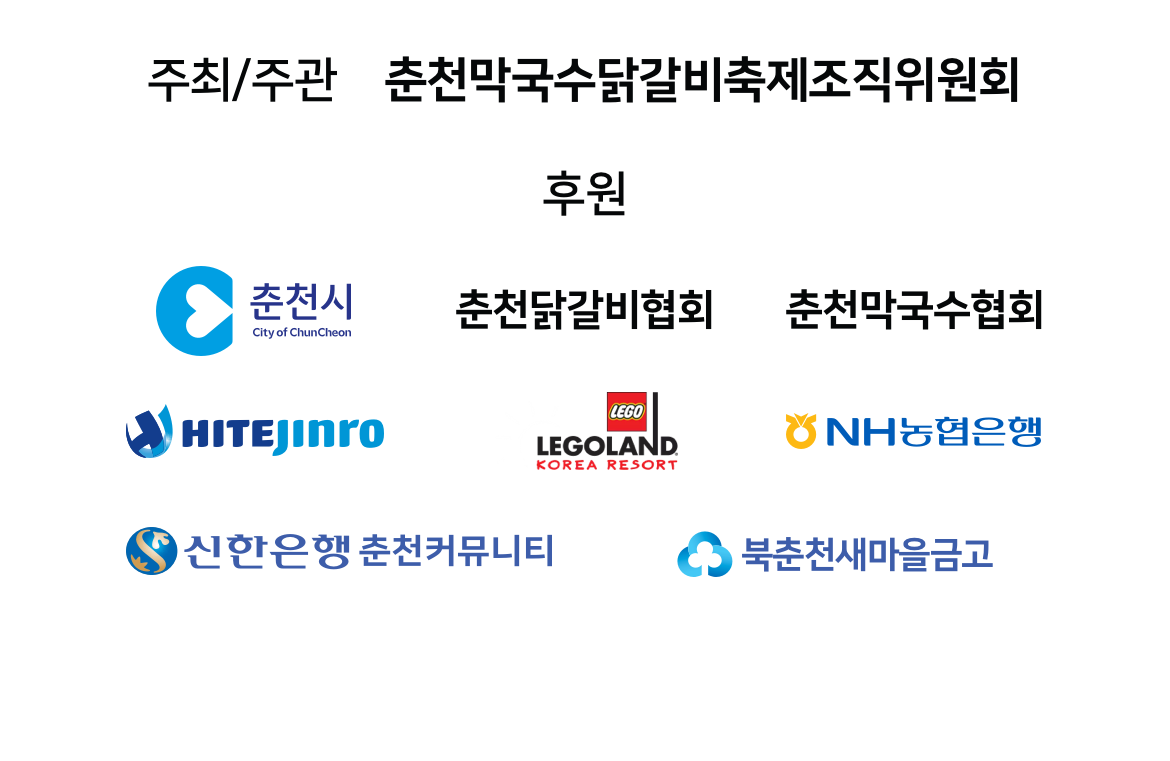 주최/주관 춘천막국수닭갈비축제조직위원회
후원
춘천시
City of ChunCheon
춘천닭갈비협회
춘천막국수협회
HITEJINRO
LEGO
LEGOLAND
KOREA RESORT
NH농협은행
신한은행 춘천커뮤니티
북춘천새마을금고